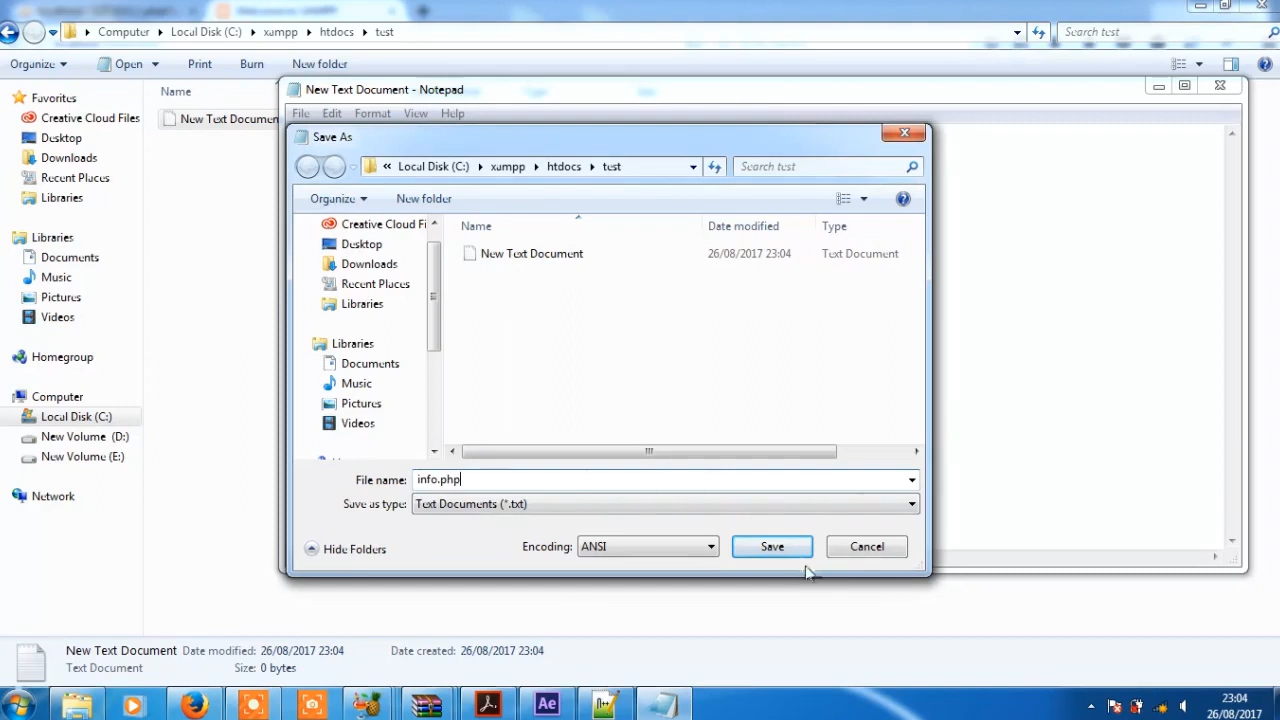 Computer Local Disk (C:) xampp htdocs test
Search test
Organize Open Print Burn New folder
Favorites
Creative Cloud Files
Desktop
Downloads
Recent Places
Libraries
Libraries
Documents
Music
Pictures
Videos
Homegroup
Computer
Local Disk (C:)
New Volume (D:)
New Volume (E:)
Network
Name
New Text Documen
New Text Document - Notepad
File Edit Format View Help
Save As
« Local Disk (C:) xampp htdocs test
Search test
Organize New folder
Creative Cloud Fi
Desktop
Downloads
Recent Places
Libraries
Libraries
Documents
Music
Pictures
Videos
Name Date modified Type
New Text Document 26/08/2017 23:04 Text Document
File name: info.php
Save as type: Text Documents (*.txt)
Hide Folders
Encoding: ANSI
Save Cancel
New Text Document Date modified: 26/08/2017 23:04 Date created: 26/08/2017 23:04
Text Document Size: 0 bytes
Ae
n++
23:04
26/08/2017